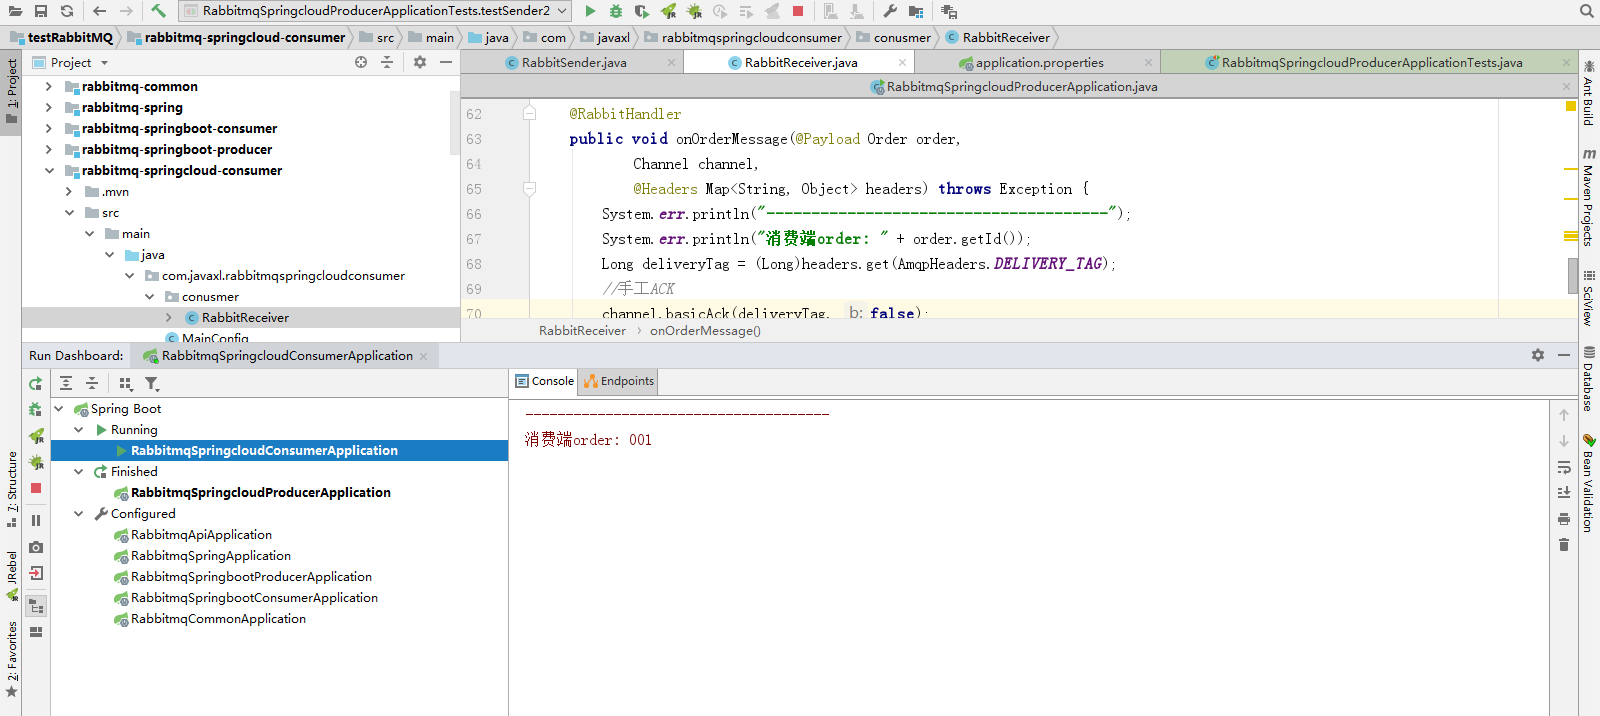 RabbitmqSpringcloudProducerApplicationTests.testSender2
testRabbitMQ rabbitmq-springcloud-consumer src main java com javaxl rabbitmqspringcloudconsumer conusmer RabbitReceiver
1: Project
Project
rabbitmq-common
rabbitmq-spring
rabbitmq-springboot-consumer
rabbitmq-springboot-producer
rabbitmq-springcloud-consumer
.mvn
src
main
java
com.javaxl.rabbitmqspringcloudconsumer
conusmer
RabbitReceiver
MainConfig
RabbitSender.java RabbitReceiver.java application.properties RabbitmqSpringcloudProducerApplicationTests.java
RabbitmqSpringcloudProducerApplication.java
62 @RabbitHandler
63 public void onOrderMessage(@Payload Order order,
64 Channel channel,
65 @Headers Map<String, Object> headers) throws Exception {
66 System.err.println("--------------------------------------");
67 System.err.println("消费端order: " + order.getId());
68 Long deliveryTag = (Long)headers.get(AmqpHeaders.DELIVERY_TAG);
69 //手工ACK
70 channel.basicAck(deliveryTag, b: false);
RabbitReceiver onOrderMessage()
Ant Build
Maven Projects
SciView
Database
Bean Validation
Run Dashboard: RabbitmqSpringcloudConsumerApplication
Spring Boot
Running
RabbitmqSpringcloudConsumerApplication
Finished
RabbitmqSpringcloudProducerApplication
Configured
RabbitmqApiApplication
RabbitmqSpringApplication
RabbitmqSpringbootProducerApplication
RabbitmqSpringbootConsumerApplication
RabbitmqCommonApplication
Console Endpoints
--------------------------------------
消费端order: 001
7: Structure
JRebel
2: Favorites